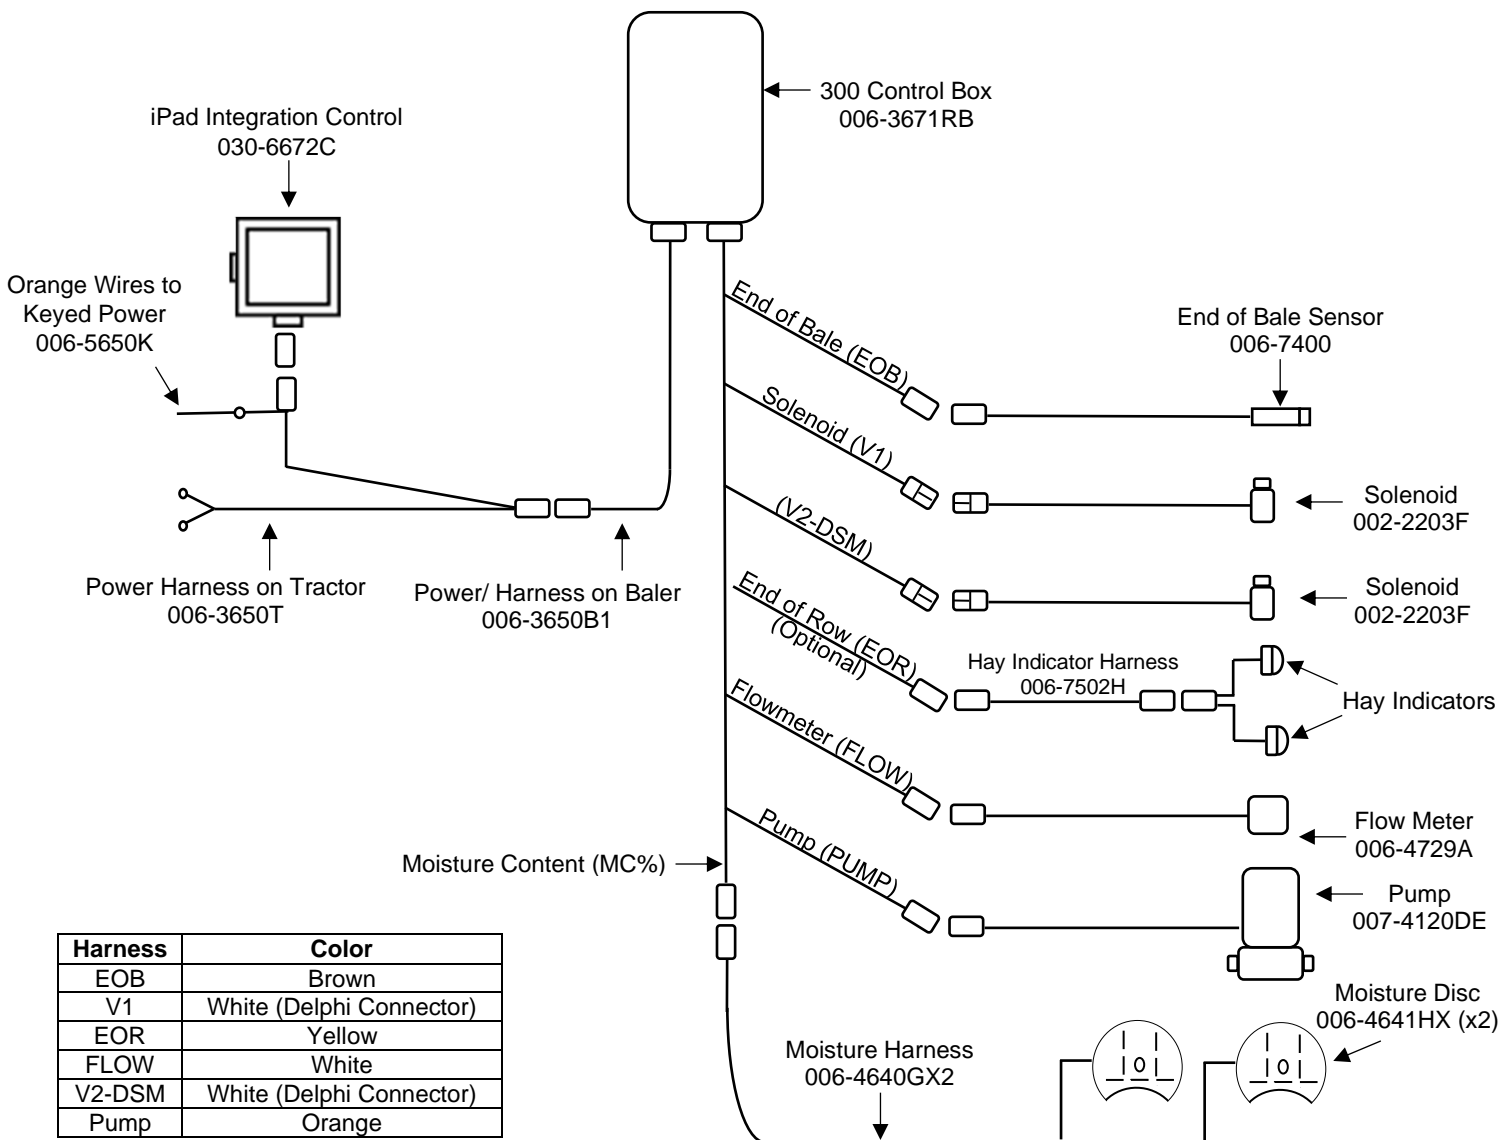 300 Control Box
006-3671RB
iPad Integration Control
030-6672C
Orange Wires to
Keyed Power
006-5650K
End of Bale (EOB)
End of Bale Sensor
006-7400
Solenoid (V1)
Solenoid
002-2203F
(V2-DSM)
Solenoid
002-2203F
Power Harness on Tractor
006-3650T
Power/ Harness on Baler
006-3650B1
End of Row (EOR)
(Optional)
Hay Indicator Harness
006-7502H
Hay Indicators
Flowmeter (FLOW)
Flow Meter
006-4729A
Pump (PUMP)
Pump
007-4120DE
Moisture Content (MC%)
Harness Color
EOB Brown
V1 White (Delphi Connector)
EOR Yellow
FLOW White
V2-DSM White (Delphi Connector)
Pump Orange
Moisture Harness
006-4640GX2
Moisture Disc
006-4641HX (x2)